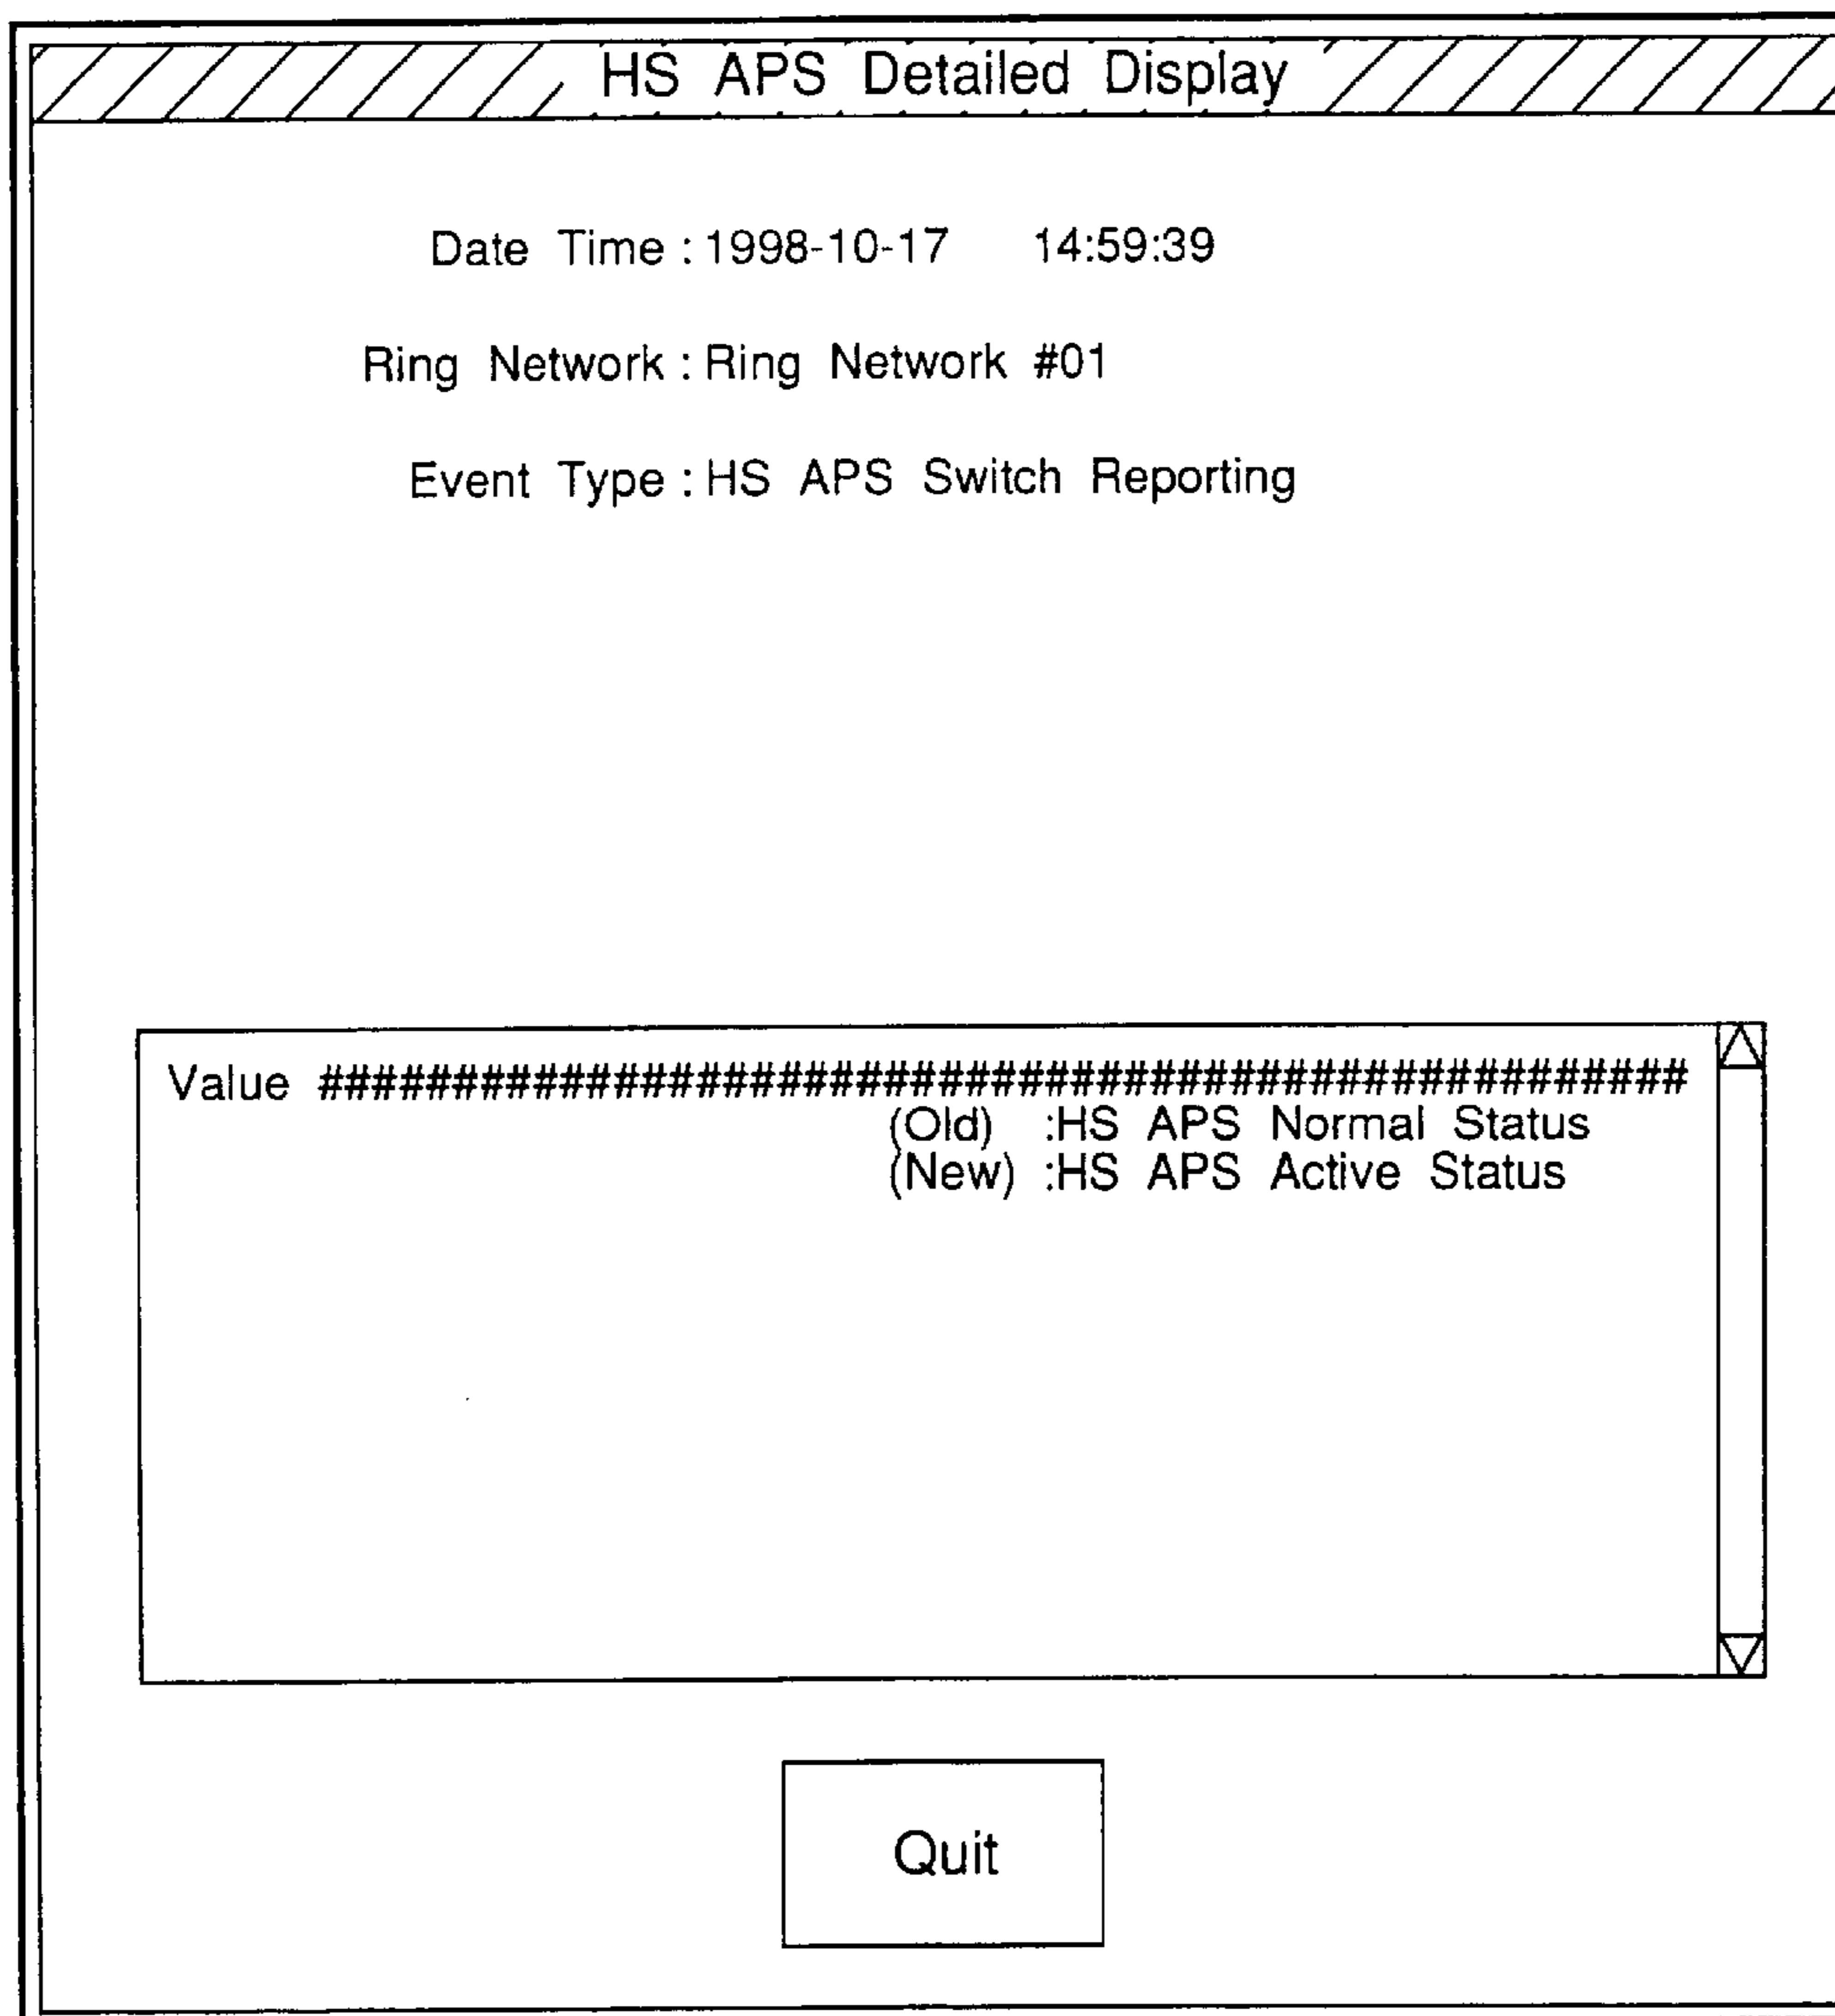 HS APS Detailed Display
Date Time : 1998-10-17 14:59:39
Ring Network : Ring Network #01
Event Type : HS APS Switch Reporting
Value ###################################################
(Old) :HS APS Normal Status
(New) :HS APS Active Status
Quit